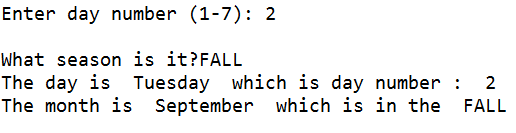 Enter day number (1-7): 2
What season is it?FALL
The day is  Tuesday  which is day number :  2
The month is  September  which is in the  FALL